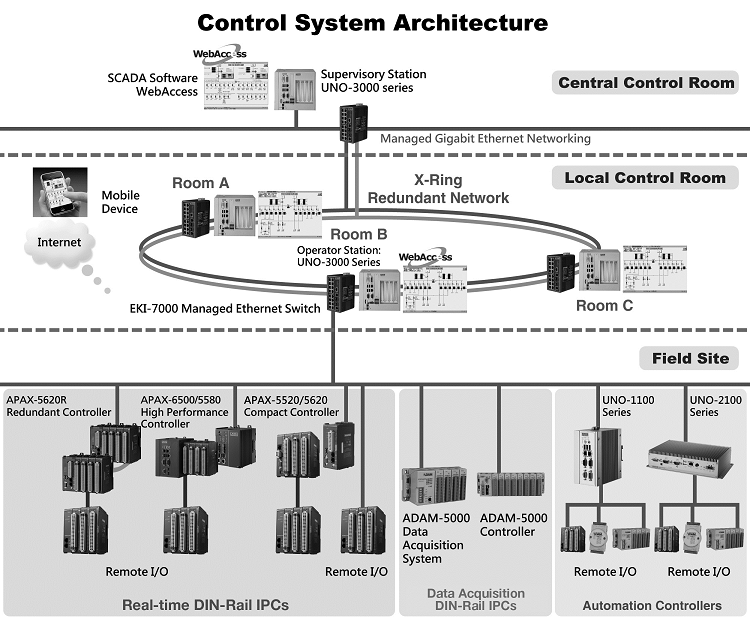 Control System Architecture
WebAccess
SCADA Software
WebAccess
Supervisory Station
UNO-3000 series
Central Control Room
Managed Gigabit Ethernet Networking
Local Control Room
Room A
X-Ring
Redundant Network
Mobile
Device
Internet
Room B
Operator Station:
UNO-3000 Series
WebAccess
Room C
EKI-7000 Managed Ethernet Switch
Field Site
APAX-5620R
Redundant Controller
APAX-6500/5580
High Performance
Controller
APAX-5520/5620
Compact Controller
UNO-1100
Series
UNO-2100
Series
ADAM-5000
Data
Acquisition
System
ADAM-5000
Controller
Remote I/O
Remote I/O
Remote I/O
Remote I/O
Real-time DIN-Rail IPCs
Data Acquisition
DIN-Rail IPCs
Automation Controllers